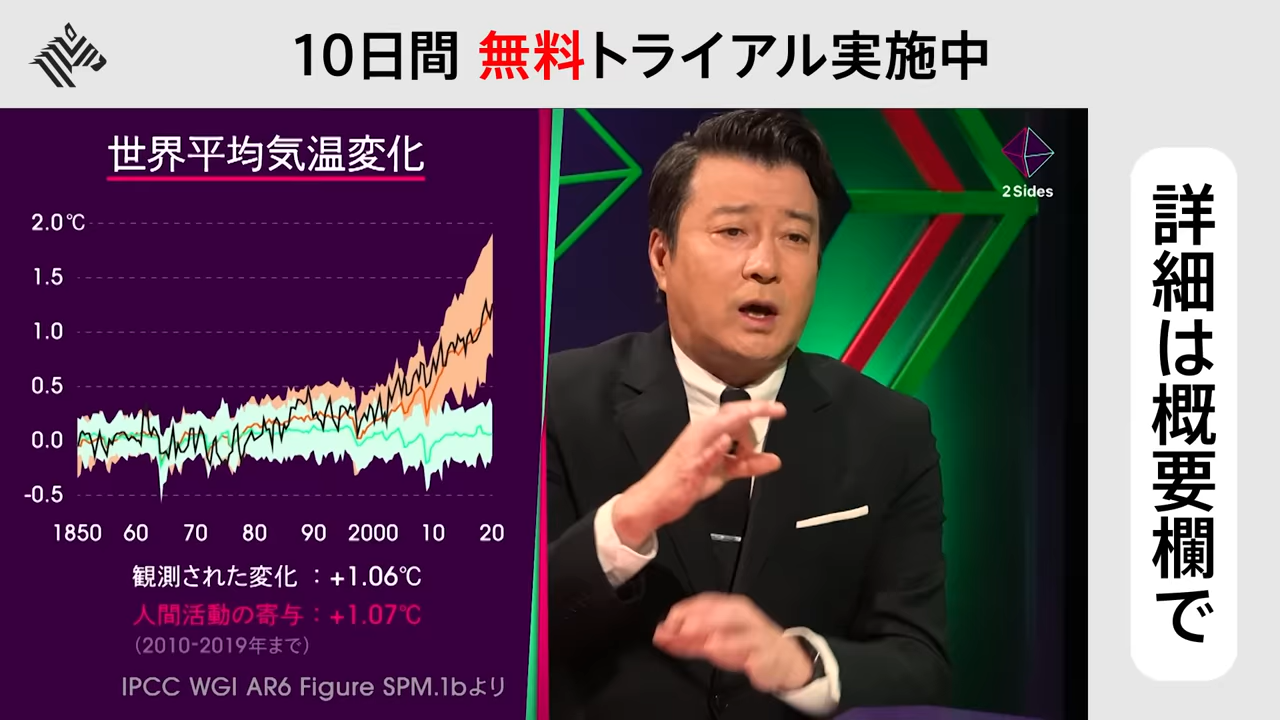 10日間 無料トライアル実施中
世界平均気温変化
2.0℃
1.5
1.0
0.5
0.0
-0.5
1850 60 70 80 90 2000 10 20
観測された変化 ：+1.06℃
人間活動の寄与：+1.07℃
（2010-2019年まで）
IPCC WGI AR6 Figure SPM.1bより
2Sides
詳細は概要欄で